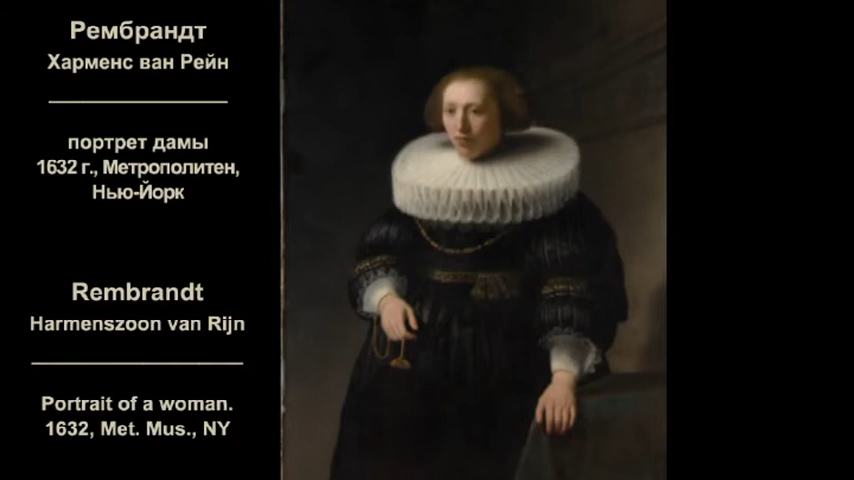 Рембрандт
Харменс ван Рейн
портрет дамы
1632 г., Метрополитен,
Нью-Йорк
Rembrandt
Harmenszoon van Rijn
Portrait of a woman.
1632, Met. Mus., NY